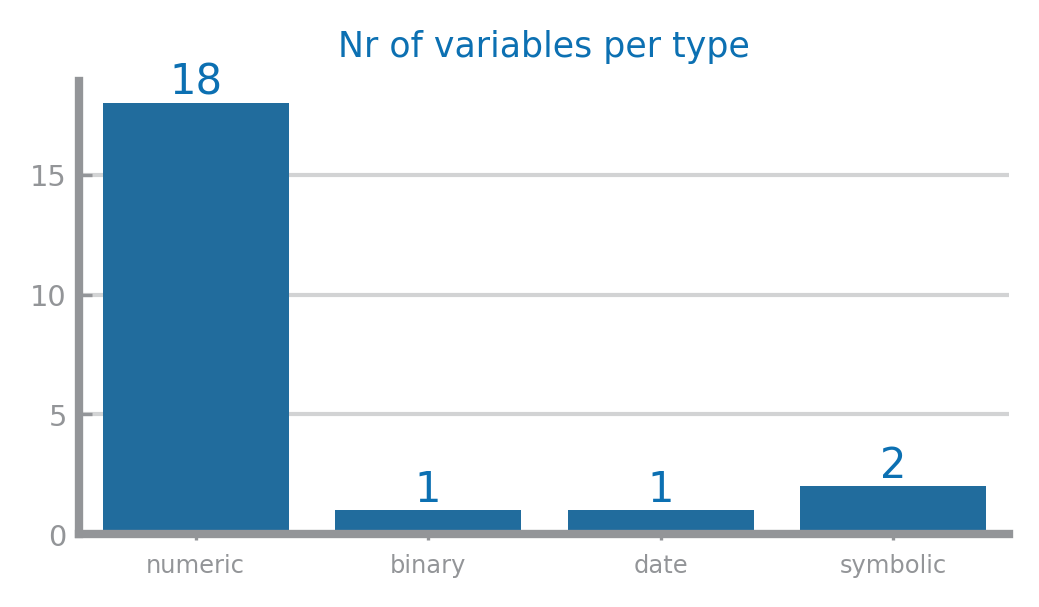 Nr of variables per type
18
15
10
5
0
1
1
2
numeric
binary
date
symbolic